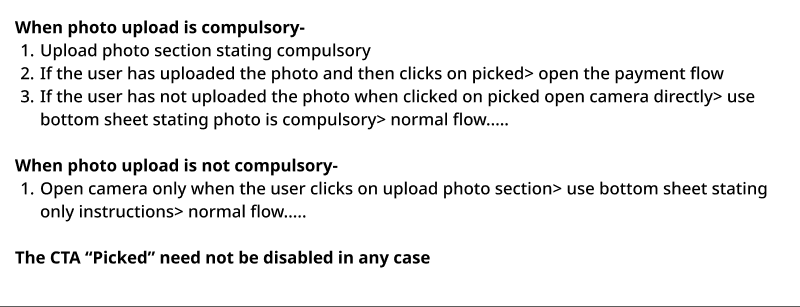 When photo upload is compulsory-
1. Upload photo section stating compulsory
2. If the user has uploaded the photo and then clicks on picked> open the payment flow
3. If the user has not uploaded the photo when clicked on picked open camera directly> use
bottom sheet stating photo is compulsory> normal flow.....
When photo upload is not compulsory-
1. Open camera only when the user clicks on upload photo section> use bottom sheet stating
only instructions> normal flow.....
The CTA “Picked” need not be disabled in any case